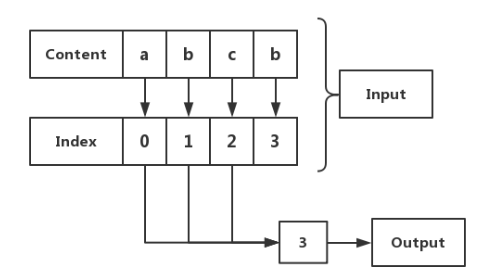 Content a b c b
Input
Index 0 1 2 3
3 Output